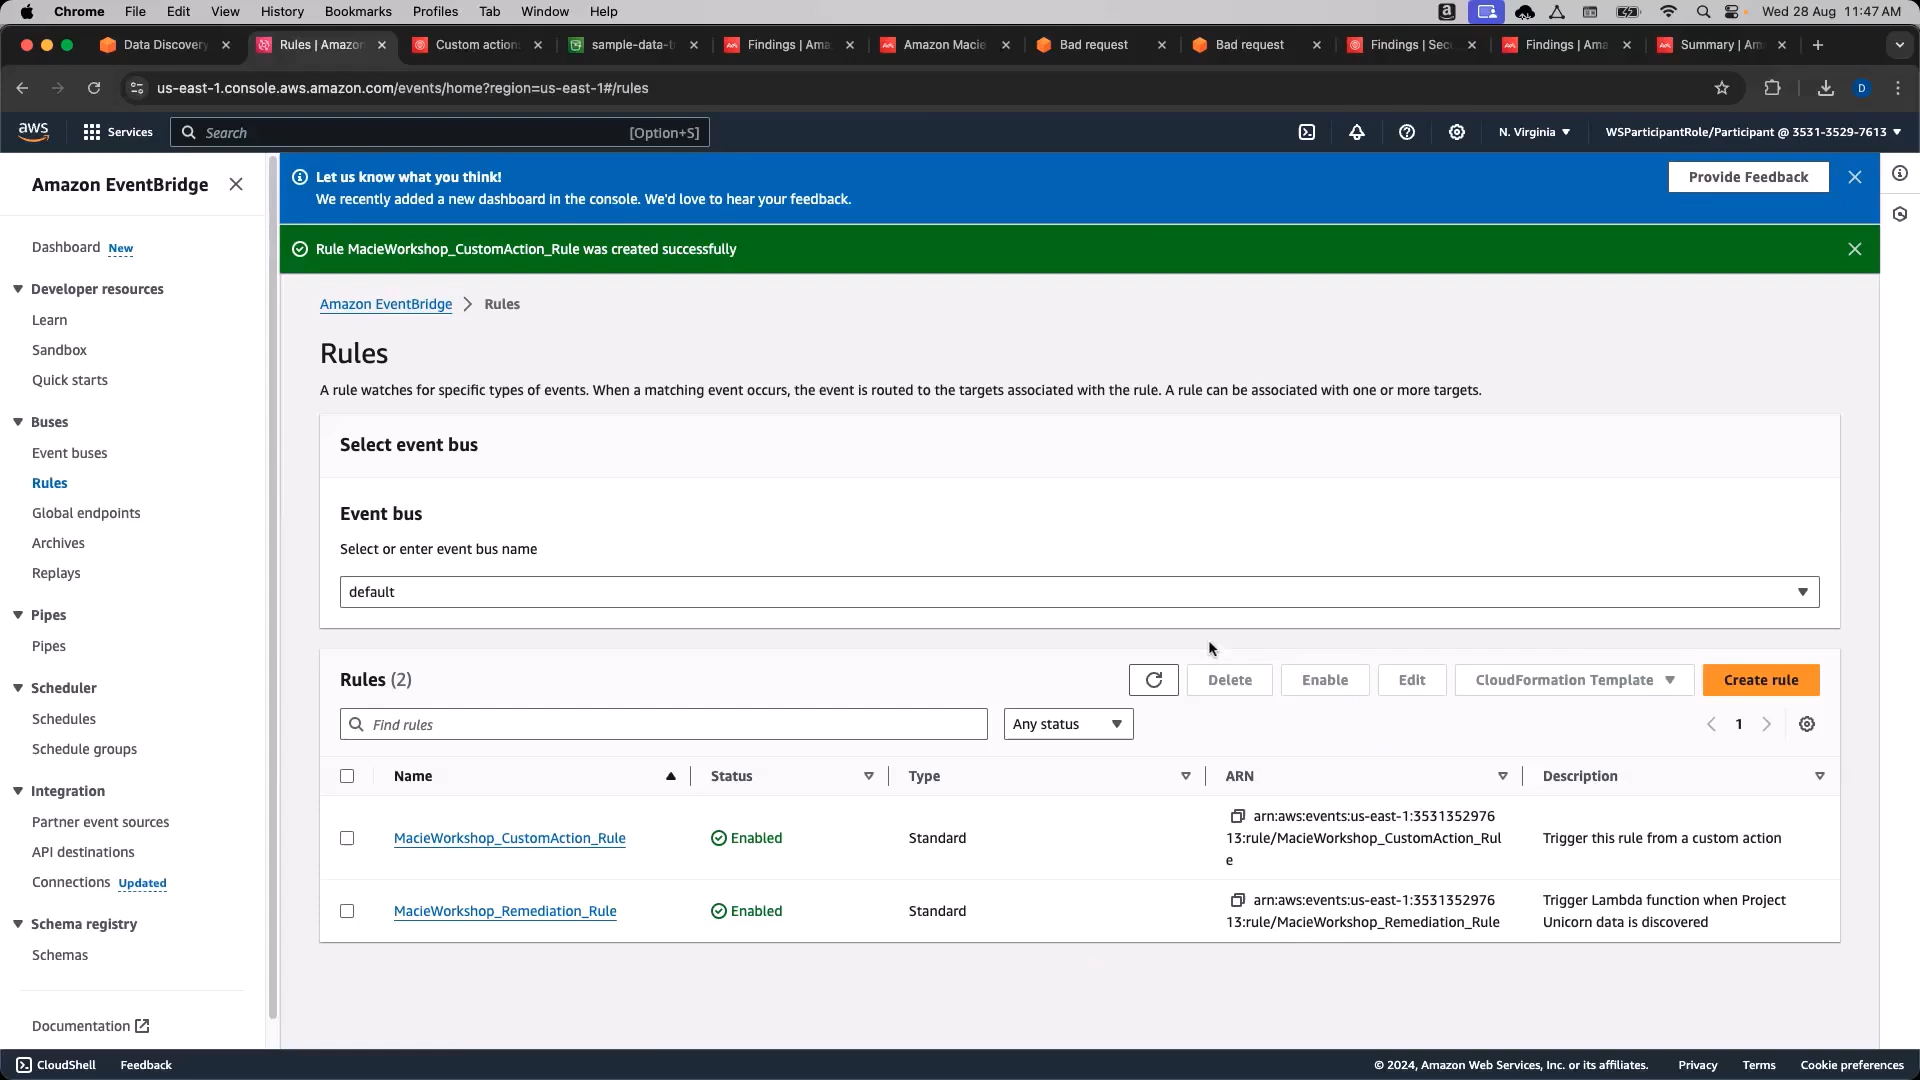 Chrome File Edit View History Bookmarks Profiles Tab Window Help
Wed 28 Aug 11:47 AM
Data Discovery
Rules | Amazon
Custom action
sample-data-b
Findings | Ama
Amazon Macie
Bad request
Bad request
Findings | Sec
Findings | Ama
Summary | Am
us-east-1.console.aws.amazon.com/events/home?region=us-east-1#/rules
D
aws Services Search [Option+S] N. Virginia WSParticipantRole/Participant @ 3531-3529-7613
Amazon EventBridge
Dashboard New
Developer resources
Learn
Sandbox
Quick starts
Buses
Event buses
Rules
Global endpoints
Archives
Replays
Pipes
Pipes
Scheduler
Schedules
Schedule groups
Integration
Partner event sources
API destinations
Connections Updated
Schema registry
Schemas
Documentation
Let us know what you think!
We recently added a new dashboard in the console. We'd love to hear your feedback.
Provide Feedback
Rule MacieWorkshop_CustomAction_Rule was created successfully
Amazon EventBridge Rules
Rules
A rule watches for specific types of events. When a matching event occurs, the event is routed to the targets associated with the rule. A rule can be associated with one or more targets.
Select event bus
Event bus
Select or enter event bus name
default
Rules (2)
Delete Enable Edit CloudFormation Template Create rule
Find rules Any status 1
Name Status Type ARN Description
MacieWorkshop_CustomAction_Rule Enabled Standard
arn:aws:events:us-east-1:3531352976
13:rule/MacieWorkshop_CustomAction_Rul
e
Trigger this rule from a custom action
MacieWorkshop_Remediation_Rule Enabled Standard
arn:aws:events:us-east-1:3531352976
13:rule/MacieWorkshop_Remediation_Rule
Trigger Lambda function when Project
Unicorn data is discovered
CloudShell Feedback © 2024, Amazon Web Services, Inc. or its affiliates. Privacy Terms Cookie preferences